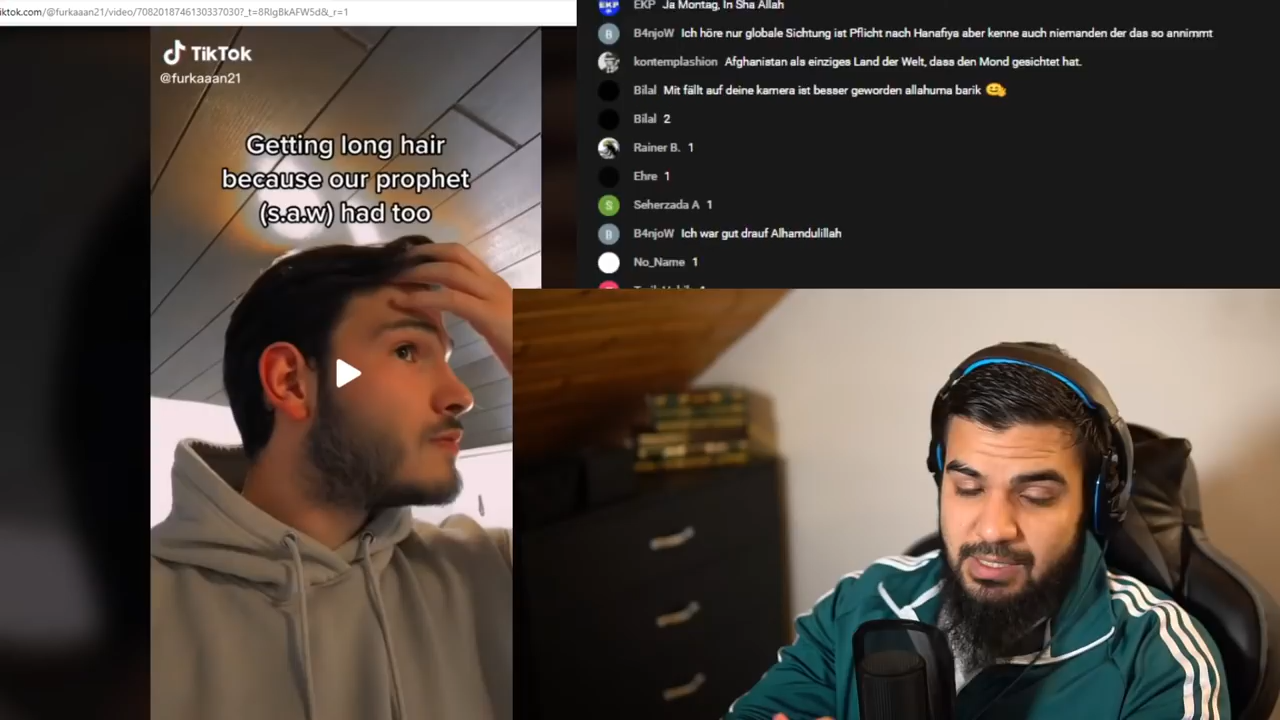 iktok.com/@furkaaan21/video/7082018746130337030?_t=8RlgBkAFW5d&_r=1
TikTok
@furkaaan21
Getting long hair
because our prophet
(s.a.w) had too
EKP Ja Montag, In Sha Allah
B B4njoW Ich höre nur globale Sichtung ist Pflicht nach Hanafiya aber kenne auch niemanden der das so annimmt
kontemplashion Afghanistan als einziges Land der Welt, dass den Mond gesichtet hat.
Bilal Mit fällt auf deine kamera ist besser geworden allahuma barik
Bilal 2
Rainer B. 1
Ehre 1
S Seherzada A 1
B B4njoW Ich war gut drauf Alhamdulillah
No_Name 1